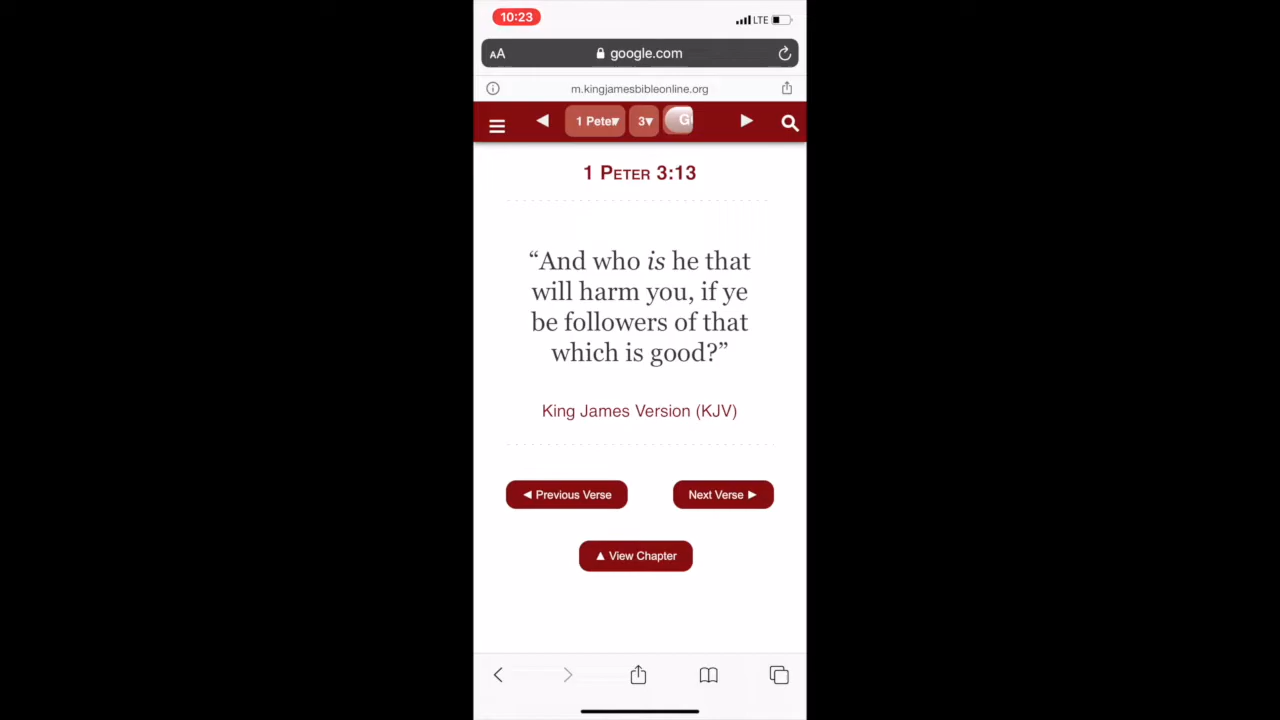 10:23
LTE
AA google.com
m.kingjamesbibleonline.org
1 Peter 3 G
1 PETER 3:13
“And who is he that
will harm you, if ye
be followers of that
which is good?”
King James Version (KJV)
◄ Previous Verse Next Verse ►
▲ View Chapter